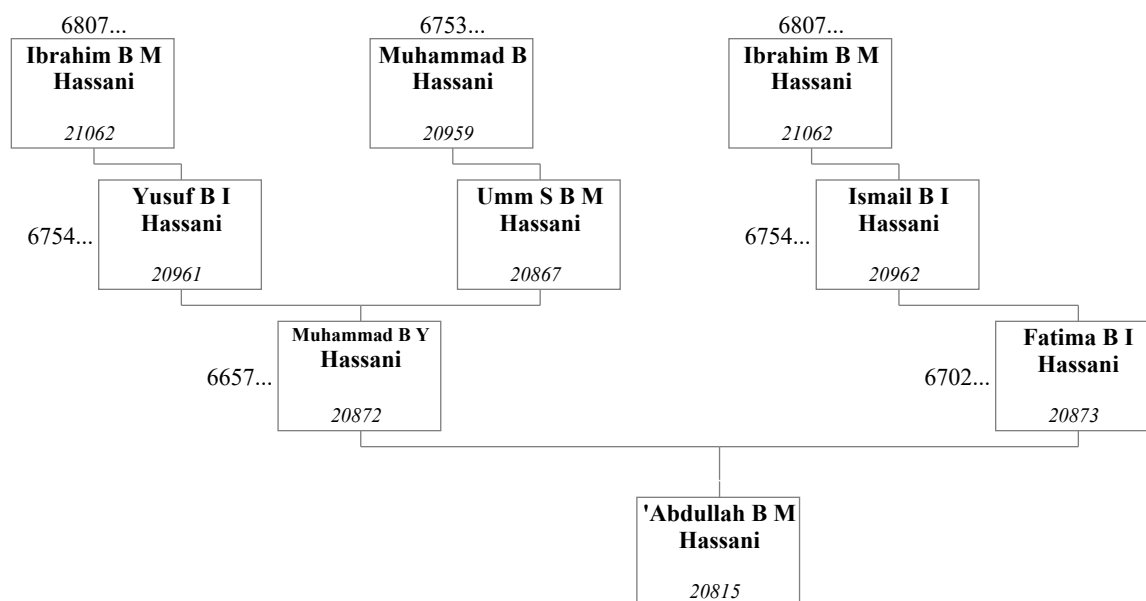 6807...
Ibrahim B M
Hassani
21062
6753...
Muhammad B
Hassani
20959
6807...
Ibrahim B M
Hassani
21062
6754...
Yusuf B I
Hassani
20961
Umm S B M
Hassani
20867
6754...
Ismail B I
Hassani
20962
6657...
Muhammad B Y
Hassani
20872
6702...
Fatima B I
Hassani
20873
'Abdullah B M
Hassani
20815